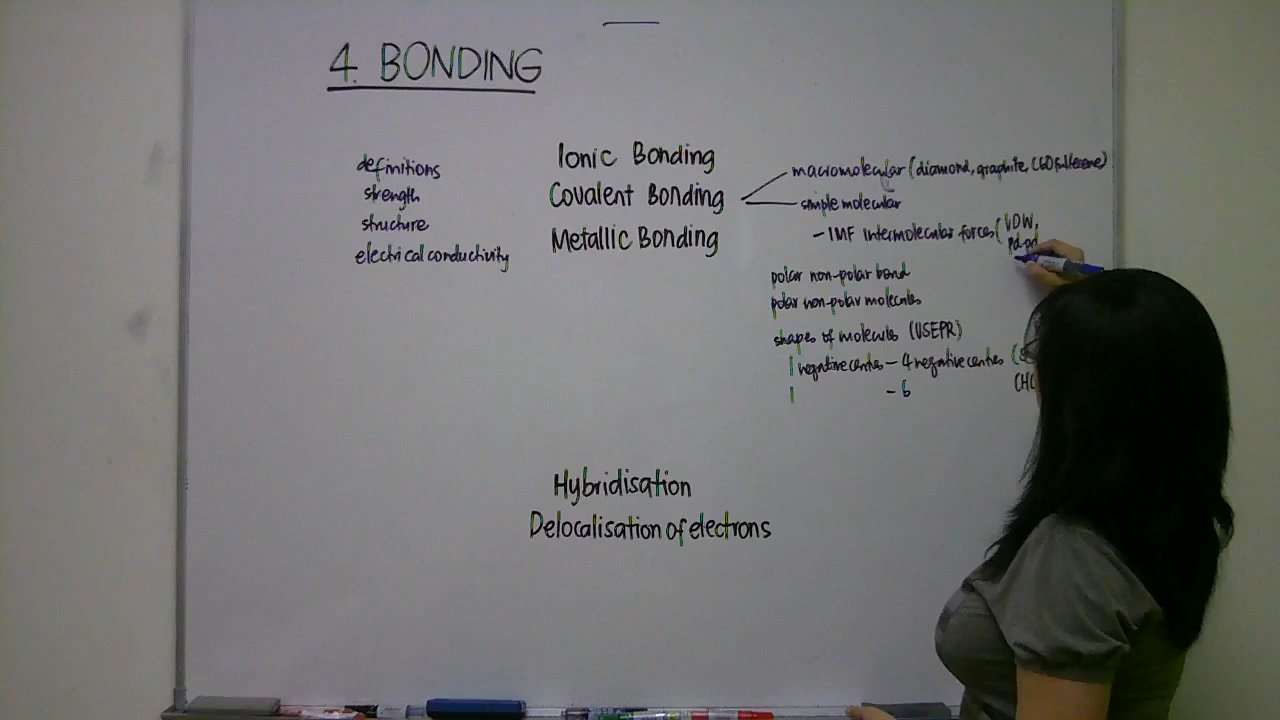 4. BONDING
definitions
strength
structure
electrical conductivity
Ionic Bonding
Covalent Bonding
Metallic Bonding
macromolecular (diamond, graphite, C60 fullerene)
simple molecular
- IMF intermolecular forces (VDW,
pd-pd
polar non-polar bond
polar non-polar molecules
shapes of molecules (VSEPR)
negative centres - 4 negative centres (
- 6
Hybridisation
Delocalisation of electrons